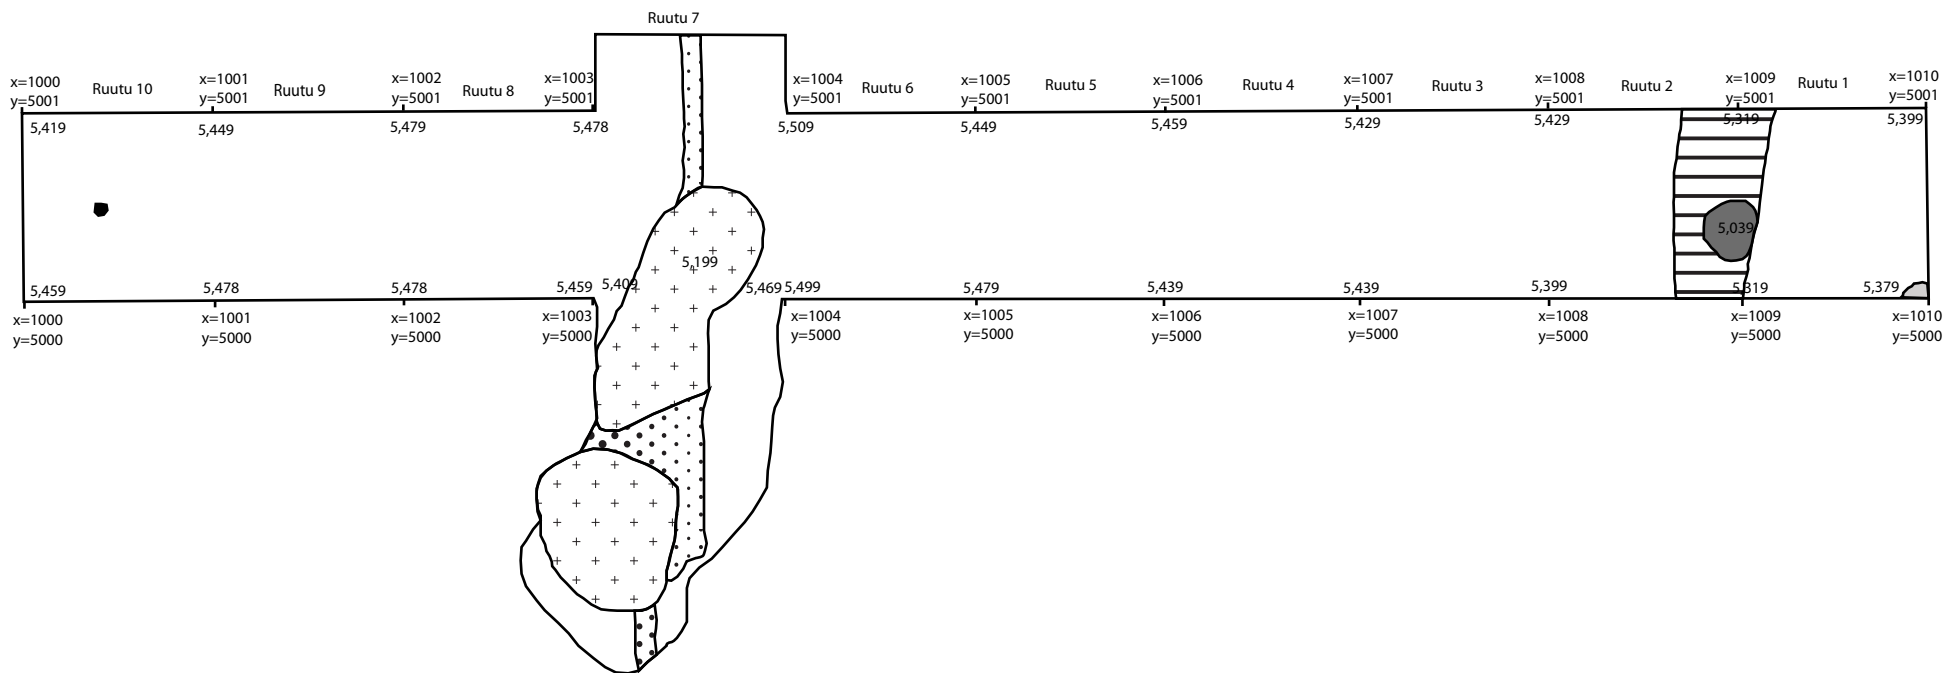 Ruutu 7
x=1000
y=5001
Ruutu 10
x=1001
y=5001
Ruutu 9
x=1002
y=5001
Ruutu 8
x=1003
y=5001
x=1004
y=5001
Ruutu 6
x=1005
y=5001
Ruutu 5
x=1006
y=5001
Ruutu 4
x=1007
y=5001
Ruutu 3
x=1008
y=5001
Ruutu 2
x=1009
y=5001
Ruutu 1
x=1010
y=5001
5,419
5,449
5,479
5,478
5,509
5,449
5,459
5,429
5,429
5,319
5,399
5,039
5,199
5,459
5,478
5,478
5,459
5,409
5,469
5,499
5,479
5,439
5,439
5,399
5,319
5,379
x=1000
y=5000
x=1001
y=5000
x=1002
y=5000
x=1003
y=5000
x=1004
y=5000
x=1005
y=5000
x=1006
y=5000
x=1007
y=5000
x=1008
y=5000
x=1009
y=5000
x=1010
y=5000